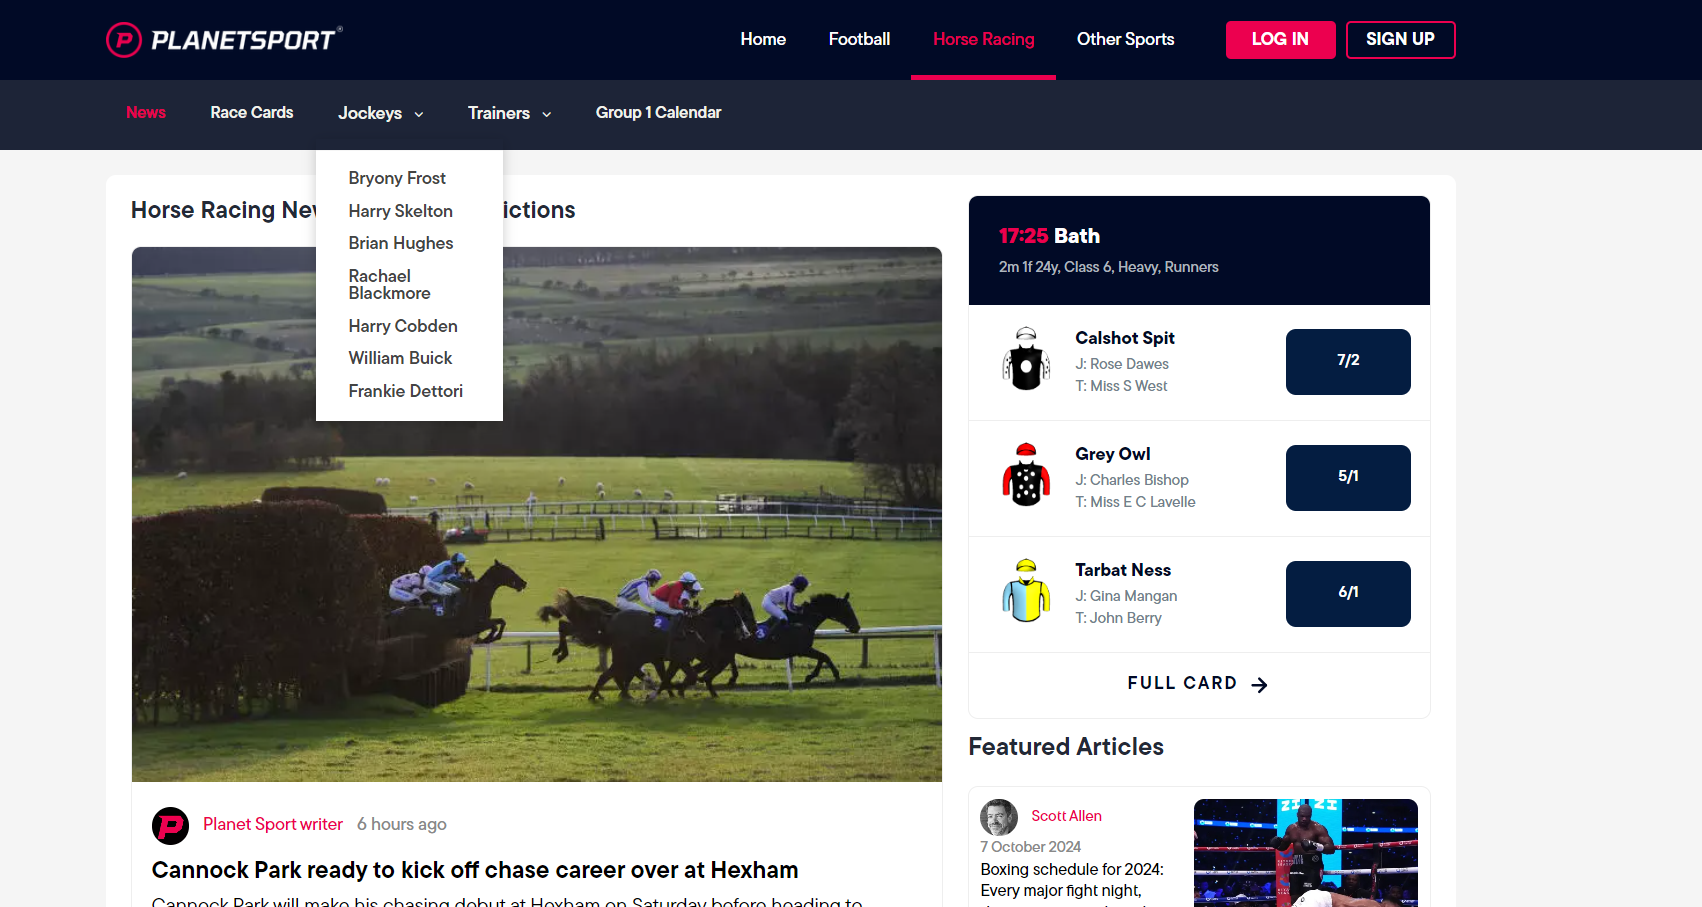 PLANETSPORT®
Home Football Horse Racing Other Sports LOG IN SIGN UP
News Race Cards Jockeys Trainers Group 1 Calendar
Bryony Frost
Harry Skelton
Brian Hughes
Rachael
Blackmore
Harry Cobden
William Buick
Frankie Dettori
Horse Racing Ne ictions
5
2
3
Planet Sport writer 6 hours ago
Cannock Park ready to kick off chase career over at Hexham
Cannock Park will make his chasing debut at Hexham on Saturday before heading to
17:25 Bath
2m 1f 24y, Class 6, Heavy, Runners
Calshot Spit
J: Rose Dawes
T: Miss S West
7/2
Grey Owl
J: Charles Bishop
T: Miss E C Lavelle
5/1
Tarbat Ness
J: Gina Mangan
T: John Berry
6/1
FULL CARD
Featured Articles
Scott Allen
7 October 2024
Boxing schedule for 2024:
Every major fight night,